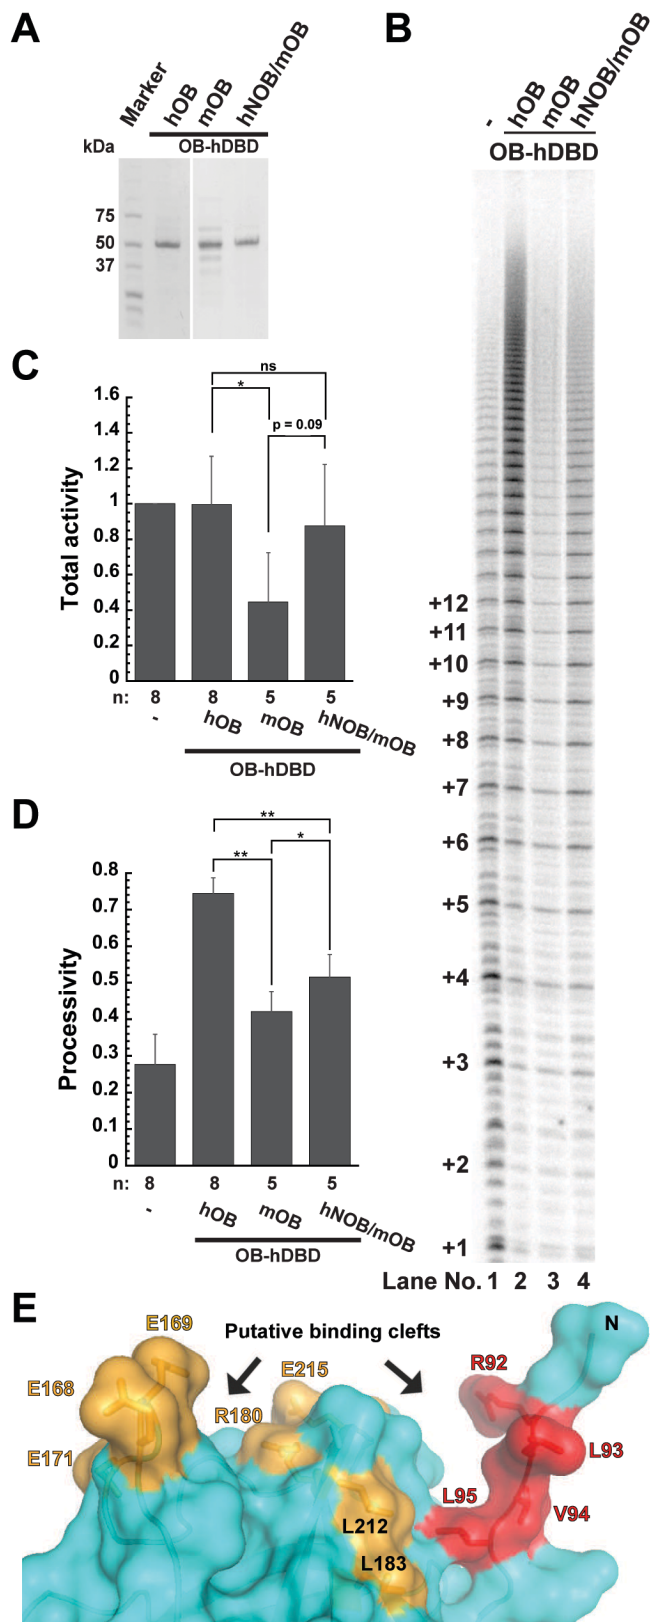 A
Marker
hOB
mOB
hNOB/mOB
OB-hDBD
kDa
75
50
37
B
-
hOB
mOB
hNOB/mOB
OB-hDBD
+12
+11
+10
+9
+8
+7
+6
+5
+4
+3
+2
+1
Lane No. 1 2 3 4
C
ns
*
p = 0.09
Total activity
1.6
1.4
1.2
1
0.8
0.6
0.4
0.2
0
n: 8 8 5 5
- hOB mOB hNOB/mOB
OB-hDBD
D
**
** *
Processivity
0.8
0.7
0.6
0.5
0.4
0.3
0.2
0.1
0
n: 8 8 5 5
- hOB mOB hNOB/mOB
OB-hDBD
E
E169
Putative binding clefts
N
E168
E215
R92
R180
E171
L93
L95
V94
L212
L183